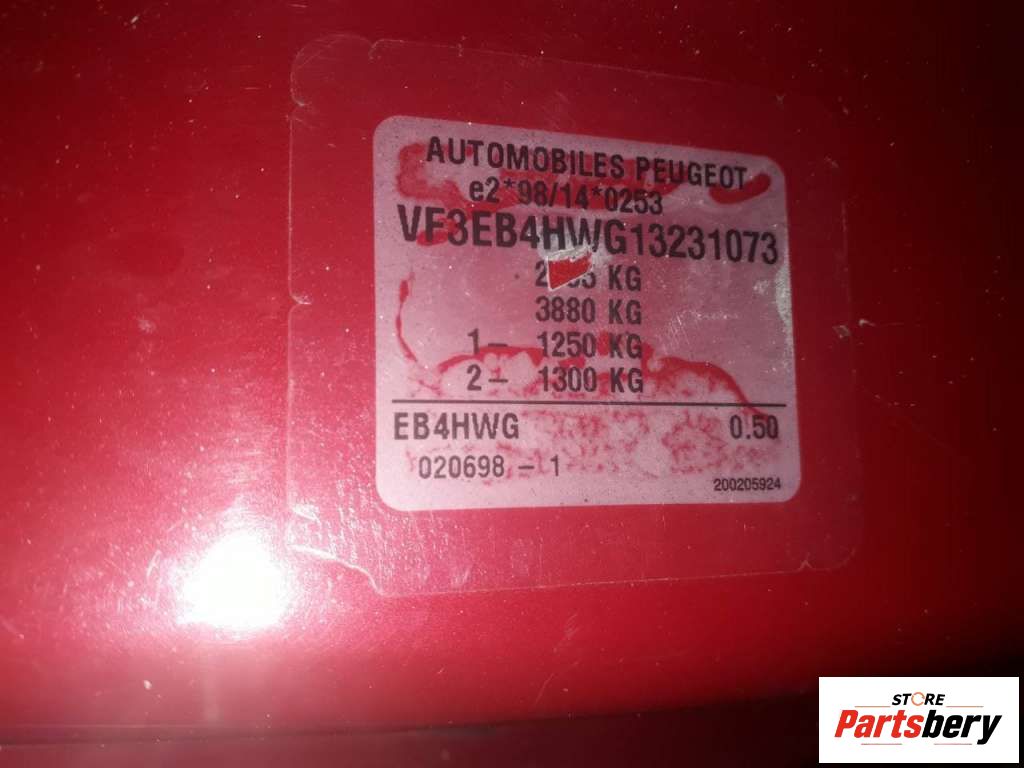 AUTOMOBILES PEUGEOT
e2*98/14*0253
VF3EB4HWG13231073
KG
3880 KG
1- 1250 KG
2- 1300 KG
EB4HWG 0.50
020698 - 1
200205924
STORE
Partsbery